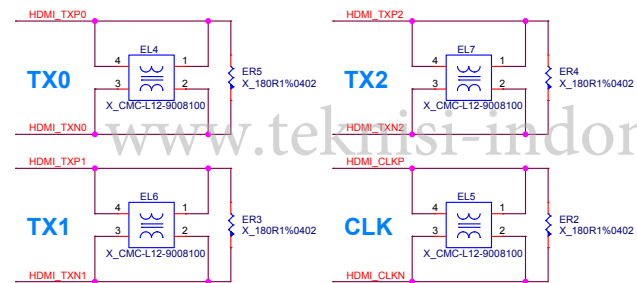 HDMI_TXP0
EL4
4
1
TX0
3
2
ER5
X_180R1%0402
X_CMC-L12-9008100
HDMI_TXN0
HDMI_TXP2
EL7
4
1
TX2
3
2
ER4
X_180R1%0402
X_CMC-L12-9008100
HDMI_TXN2
www.teknisi-indor
HDMI_TXP1
EL6
4
1
TX1
3
2
ER3
X_180R1%0402
X_CMC-L12-9008100
HDMI_TXN1
HDMI_CLKP
EL5
4
1
CLK
3
2
ER2
X_180R1%0402
X_CMC-L12-9008100
HDMI_CLKN